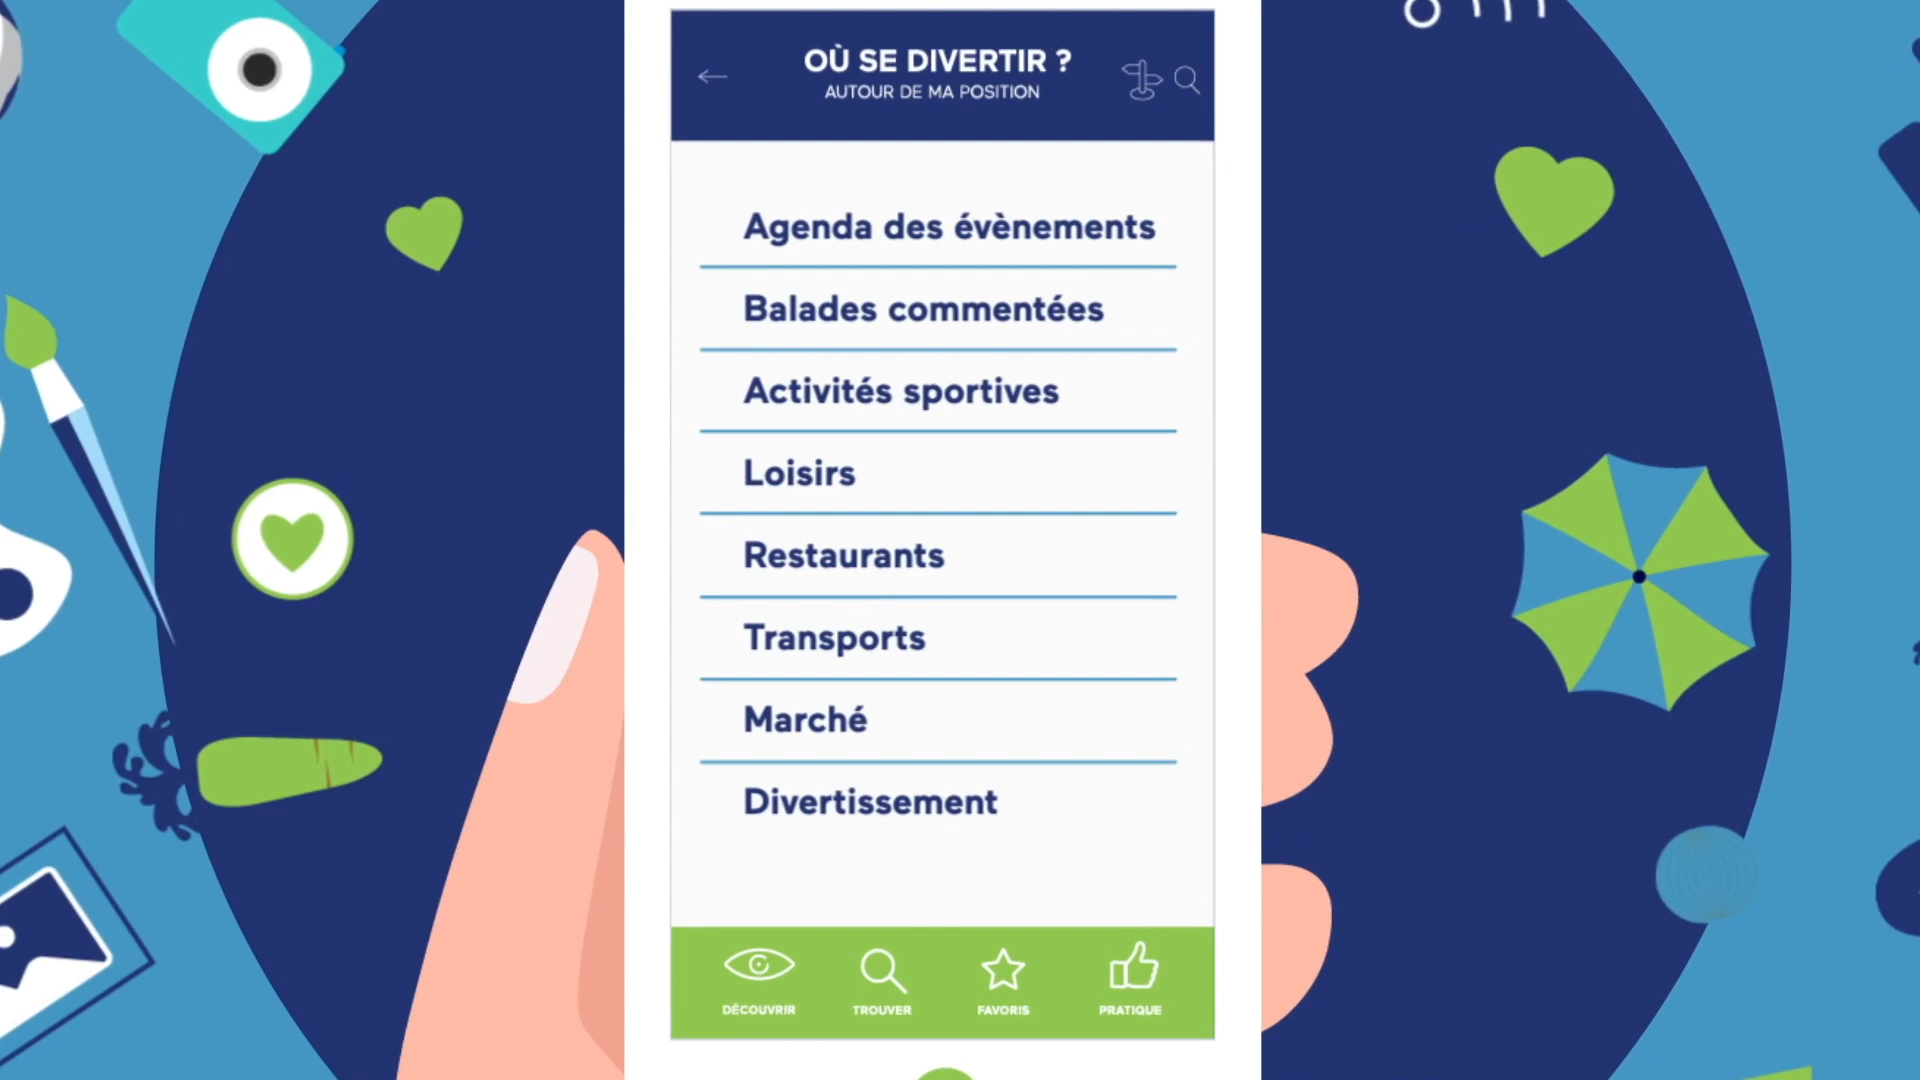 OÙ SE DIVERTIR ?
AUTOUR DE MA POSITION
Agenda des évènements
Balades commentées
Activités sportives
Loisirs
Restaurants
Transports
Marché
Divertissement
DÉCOUVRIR
TROUVER
FAVORIS
PRATIQUE